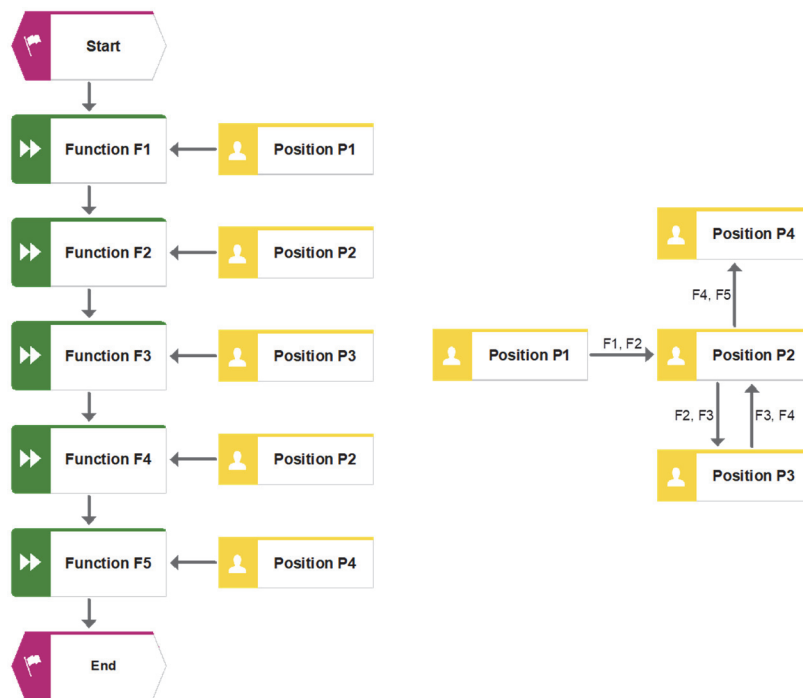 Start
Function F1
Position P1
Function F2
Position P2
Function F3
Position P3
Function F4
Position P2
Function F5
Position P4
End
Position P4
F4, F5
Position P1
F1, F2
Position P2
F2, F3
F3, F4
Position P3